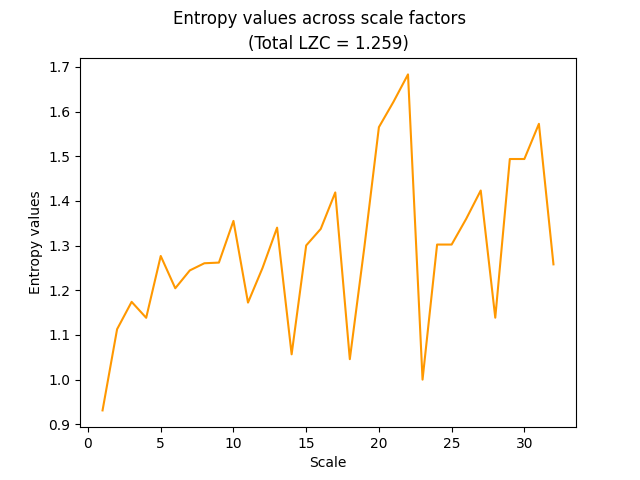 Entropy values across scale factors
(Total LZC = 1.259)
1.7
1.6
1.5
1.4
1.3
1.2
1.1
1.0
0.9
Entropy values
0 5 10 15 20 25 30
Scale